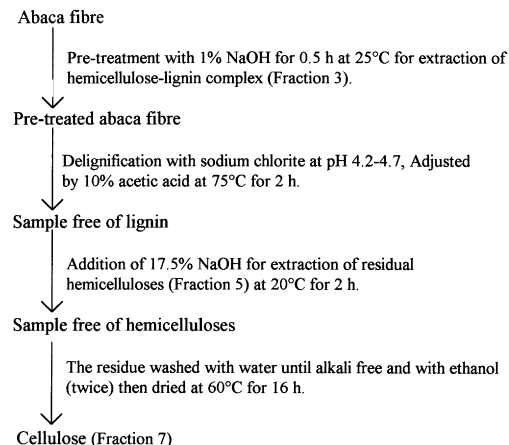 Abaca fibre
Pre-treatment with 1% NaOH for 0.5 h at 25°C for extraction of
hemicellulose-lignin complex (Fraction 3).
Pre-treated abaca fibre
Delignification with sodium chlorite at pH 4.2-4.7, Adjusted
by 10% acetic acid at 75°C for 2 h.
Sample free of lignin
Addition of 17.5% NaOH for extraction of residual
hemicelluloses (Fraction 5) at 20°C for 2 h.
Sample free of hemicelluloses
The residue washed with water until alkali free and with ethanol
(twice) then dried at 60°C for 16 h.
Cellulose (Fraction 7)